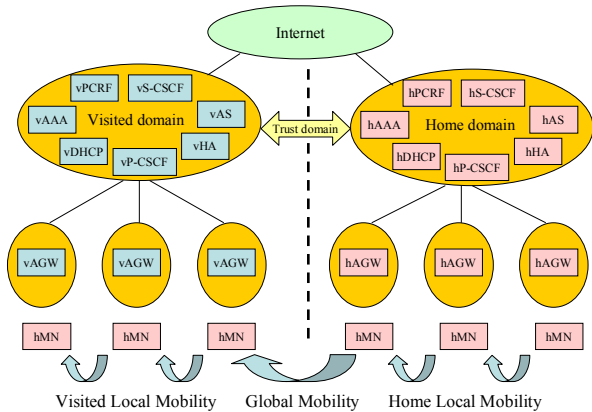 Internet
vPCRF
vS-CSCF
vAAA
Visited domain
vAS
vDHCP
vHA
vP-CSCF
Trust domain
hPCRF
hS-CSCF
hAAA
Home domain
hAS
hDHCP
hHA
hP-CSCF
vAGW vAGW vAGW hAGW hAGW hAGW
hMN hMN hMN hMN hMN hMN
Visited Local Mobility Global Mobility Home Local Mobility